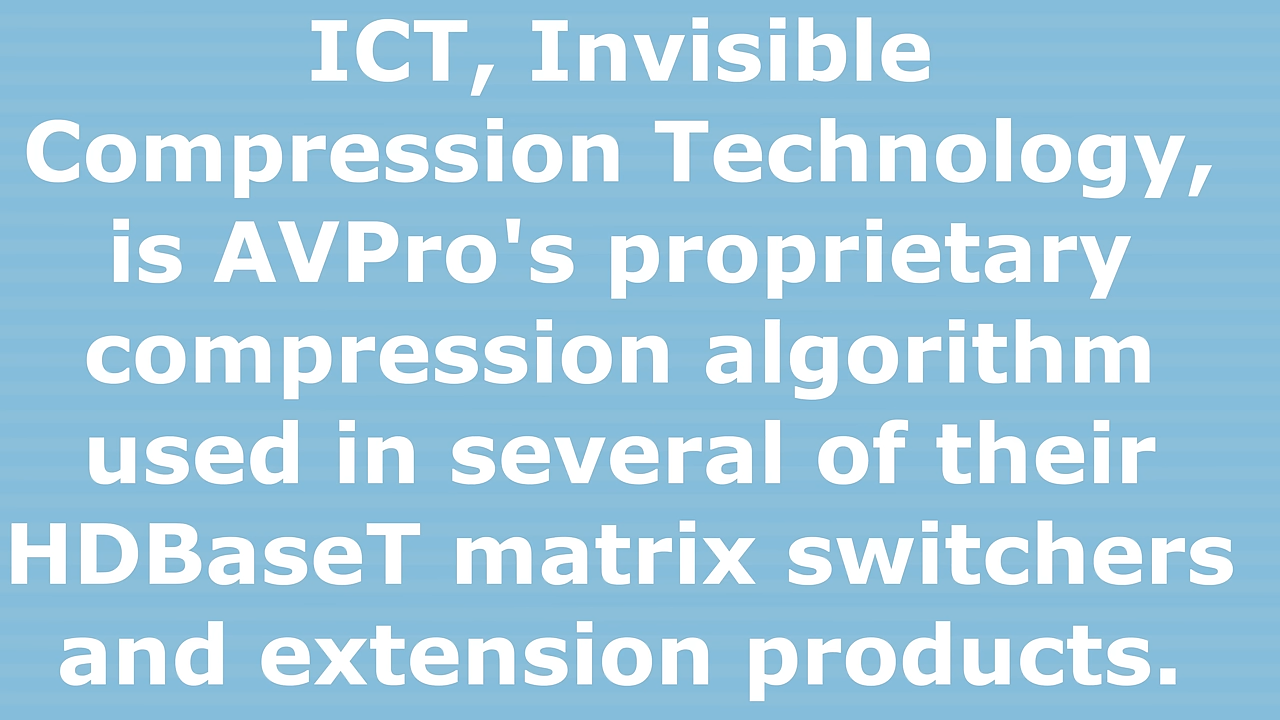 ICT, Invisible
Compression Technology,
is AVPro's proprietary
compression algorithm
used in several of their
HDBaseT matrix switchers
and extension products.